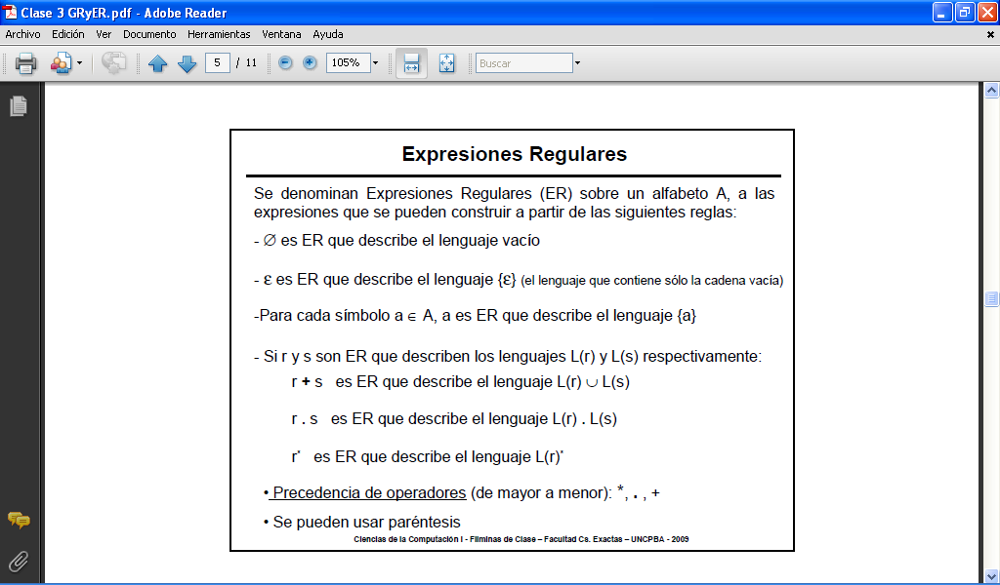 Clase 3 GRyER.pdf - Adobe Reader
Archivo Edición Ver Documento Herramientas Ventana Ayuda
5 / 11 105% Buscar
Expresiones Regulares
Se denominan Expresiones Regulares (ER) sobre un alfabeto A, a las
expresiones que se pueden construir a partir de las siguientes reglas:
- ∅ es ER que describe el lenguaje vacío
- ε es ER que describe el lenguaje {ε} (el lenguaje que contiene sólo la cadena vacía)
-Para cada símbolo a ∈ A, a es ER que describe el lenguaje {a}
- Si r y s son ER que describen los lenguajes L(r) y L(s) respectivamente:
r + s es ER que describe el lenguaje L(r) ∪ L(s)
r . s es ER que describe el lenguaje L(r) . L(s)
r* es ER que describe el lenguaje L(r)*
• Precedencia de operadores (de mayor a menor): *, . , +
• Se pueden usar paréntesis
Ciencias de la Computación I - Filminas de Clase – Facultad Cs. Exactas – UNCPBA - 2009